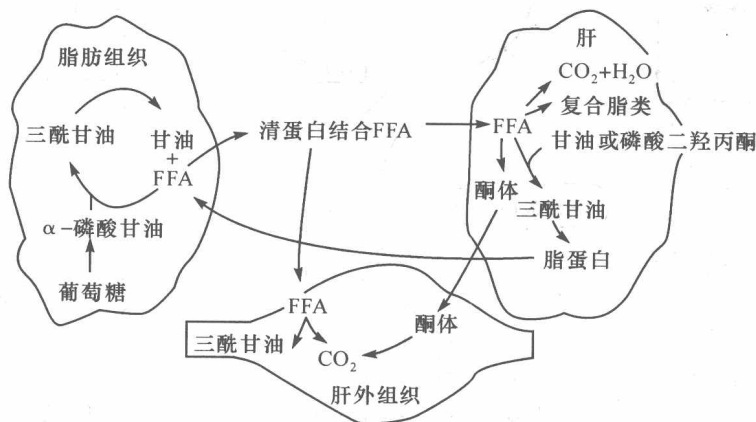 脂肪组织
三酰甘油
甘油
+
FFA
α-磷酸甘油
葡萄糖
清蛋白结合FFA
肝
CO₂+H₂O
复合脂类
FFA
甘油或磷酸二羟丙酮
酮体
三酰甘油
脂蛋白
FFA
三酰甘油
CO₂
酮体
肝外组织